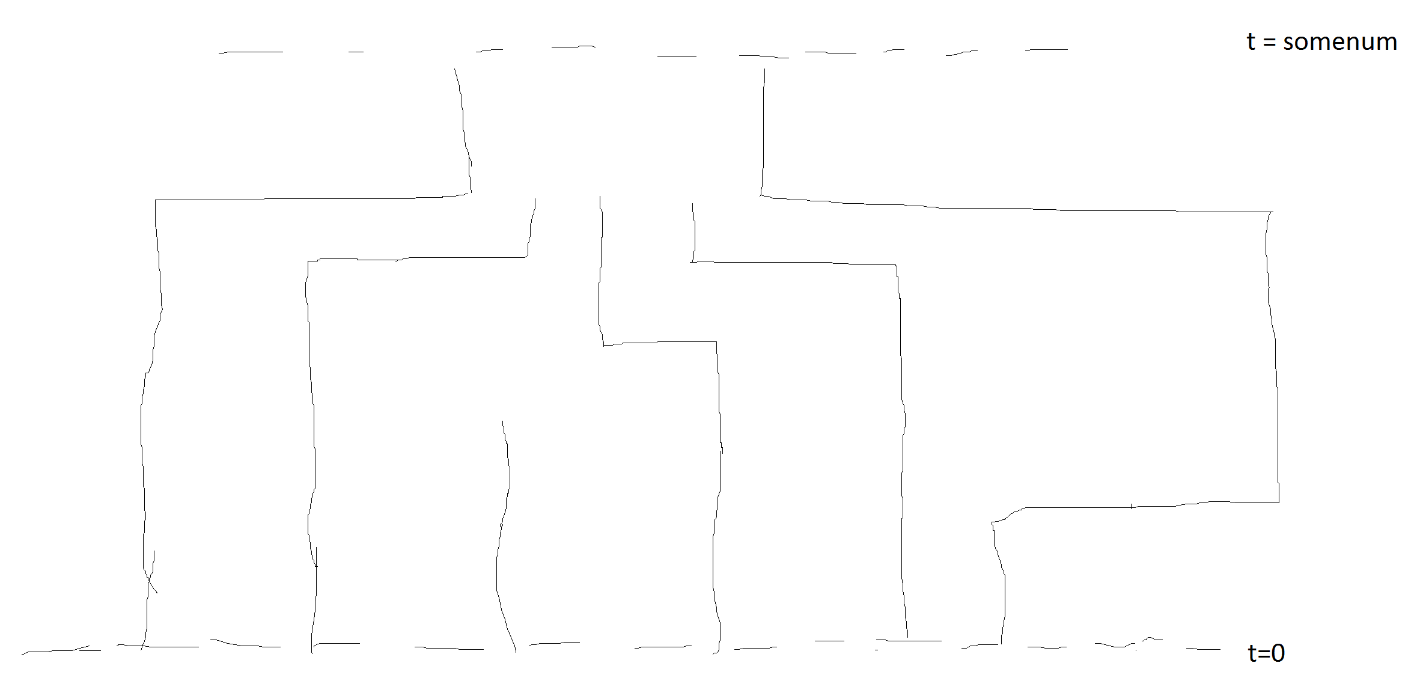 t = somenum
t=0